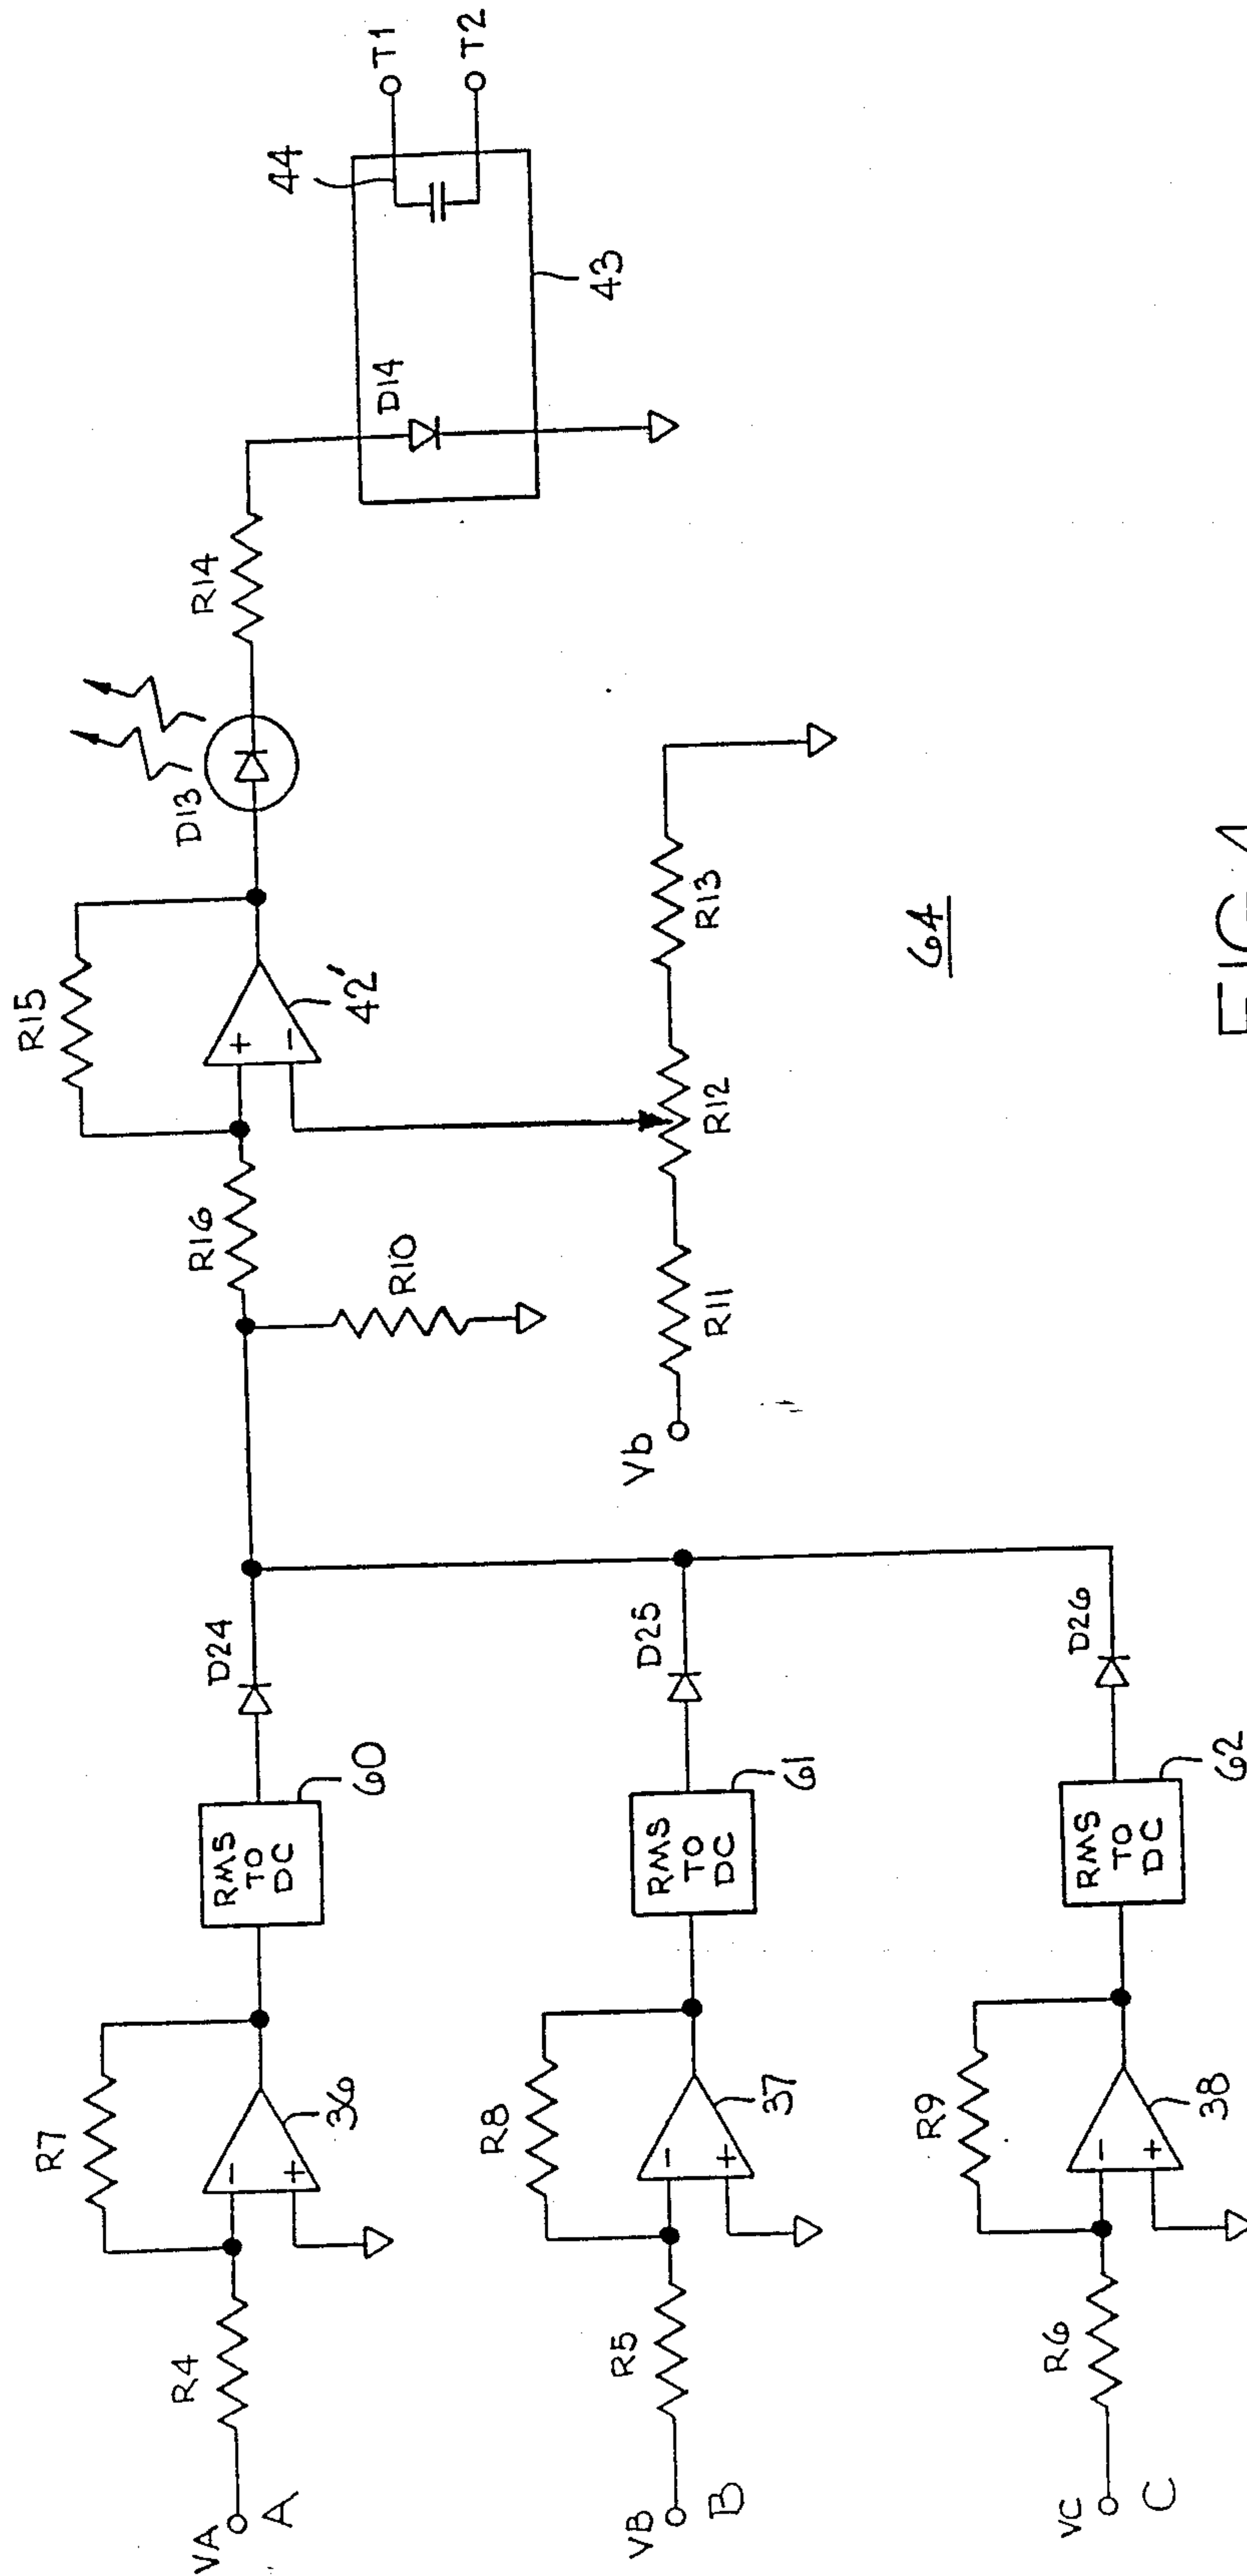 VA
A
R4
R7
-
+
36
RMS
TO
DC
60
D24
R16
R10
R15
+
-
42'
D13
R14
D14
44
43
T1
T2
VB
B
R5
R8
-
+
37
RMS
TO
DC
61
D25
Vb
R11
R12
R13
VC
C
R6
R9
-
+
38
RMS
TO
DC
62
D26
64